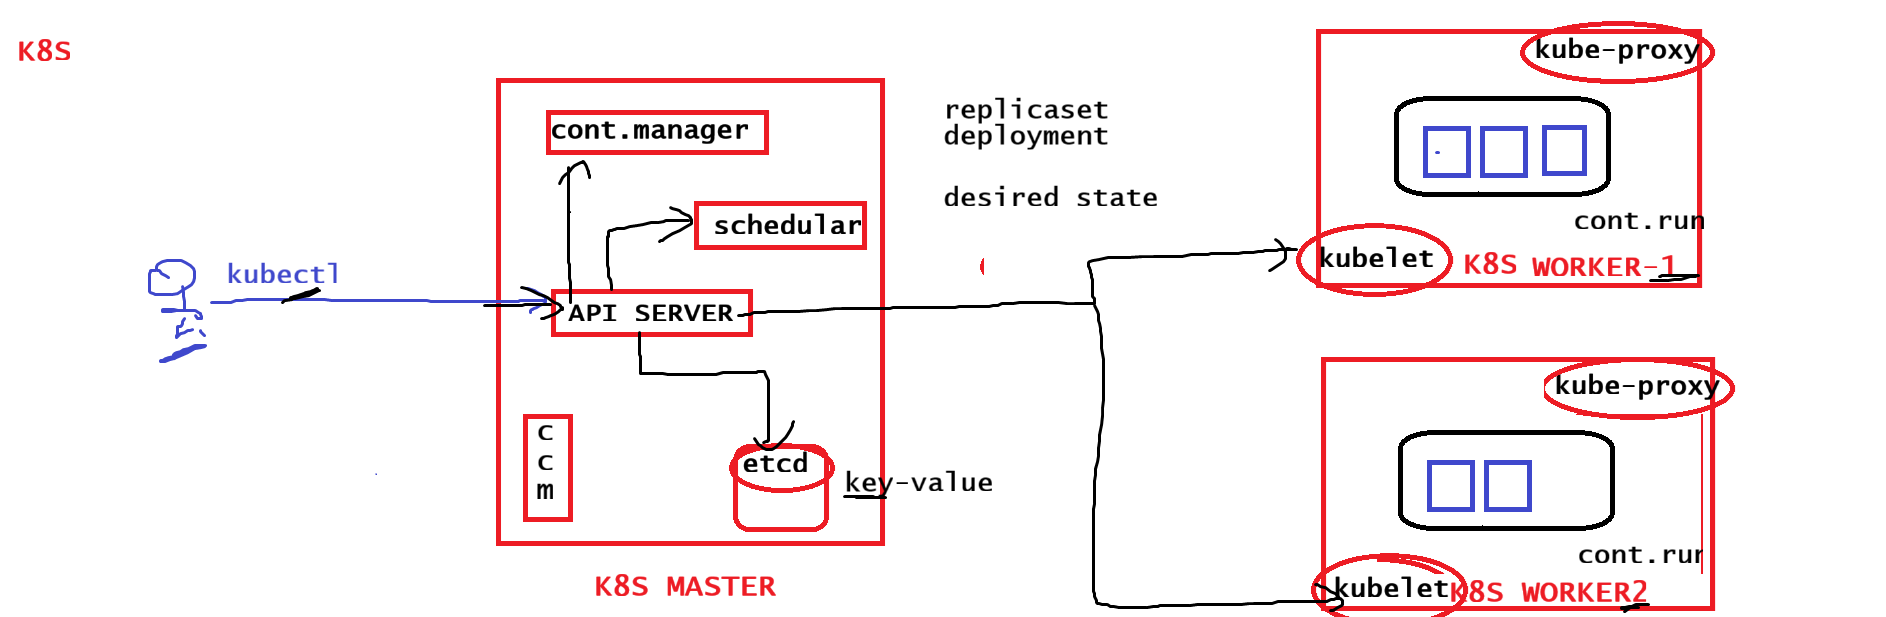 K8S
kubectl
cont.manager
schedular
API SERVER
c
c
m
etcd
key-value
K8S MASTER
replicaset
deployment
desired state
kube-proxy
cont.run
kubelet
K8S WORKER-1
kube-proxy
cont.run
kubelet
K8S WORKER2